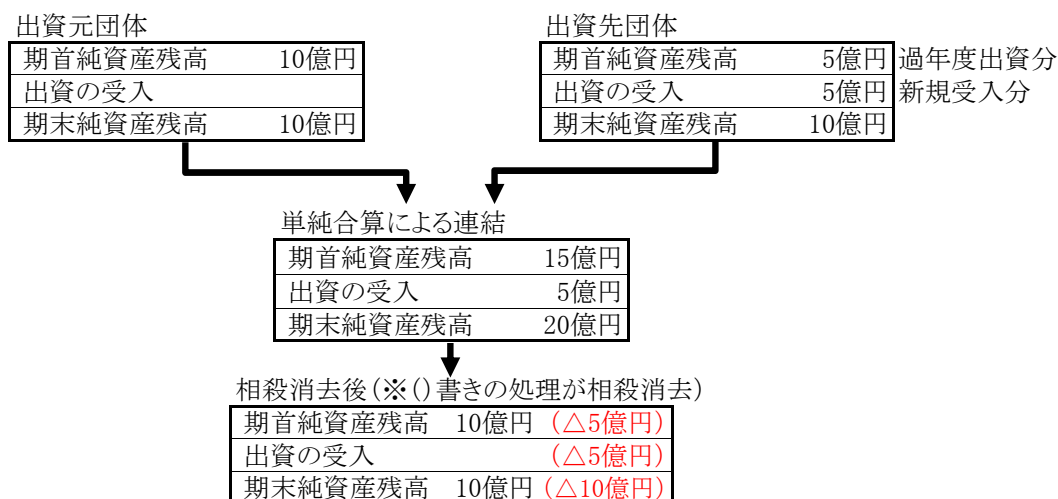 出資元団体
期首純資産残高 10億円
出資の受入
期末純資産残高 10億円
出資先団体
期首純資産残高 5億円 過年度出資分
出資の受入 5億円 新規受入分
期末純資産残高 10億円
単純合算による連結
期首純資産残高 15億円
出資の受入 5億円
期末純資産残高 20億円
相殺消去後(※()書きの処理が相殺消去)
期首純資産残高 10億円 (△5億円)
出資の受入 (△5億円)
期末純資産残高 10億円 (△10億円)